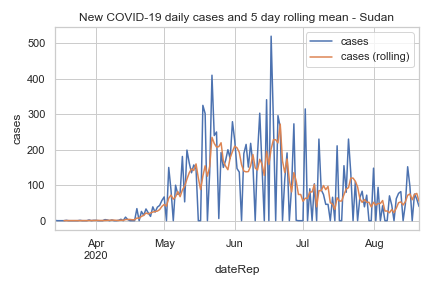 New COVID-19 daily cases and 5 day rolling mean - Sudan
cases
cases (rolling)
500
400
300
200
100
0
cases
Apr
2020
May
Jun
Jul
Aug
dateRep